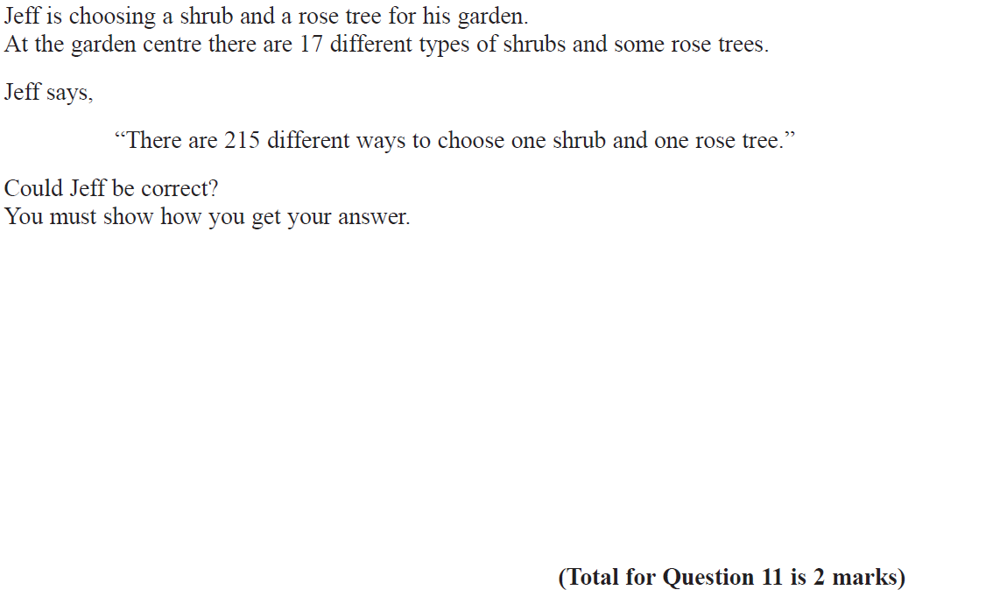 Jeff is choosing a shrub and a rose tree for his garden.
At the garden centre there are 17 different types of shrubs and some rose trees.
Jeff says,
“There are 215 different ways to choose one shrub and one rose tree.”
Could Jeff be correct?
You must show how you get your answer.
(Total for Question 11 is 2 marks)